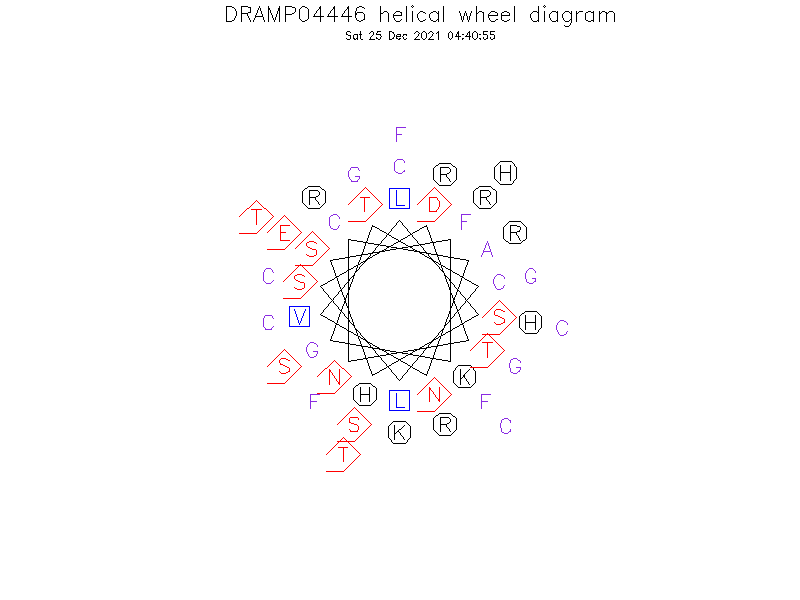 DRAMP04446 helical wheel diagram
Sat 25 Dec 2021 04:40:55
F
C
G R H
R T L D R
T C F
E S A R
C S C G
C V S H C
G T
S N K G
F H L N F
S K R C
T